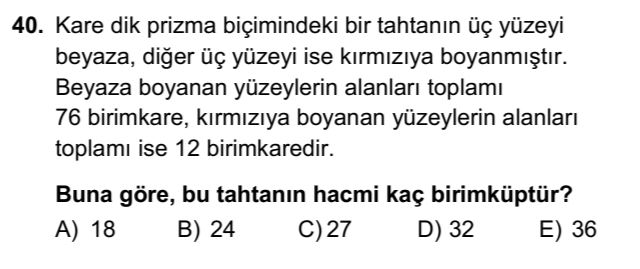 40. Kare dik prizma biçimindeki bir tahtanın üç yüzeyi
beyaza, diğer üç yüzeyi ise kırmızıya boyanmıştır.
Beyaza boyanan yüzeylerin alanları toplamı
76 birimkare, kırmızıya boyanan yüzeylerin alanları
toplamı ise 12 birimkaredir.
Buna göre, bu tahtanın hacmi kaç birimküptür?
A) 18 B) 24 C) 27 D) 32 E) 36